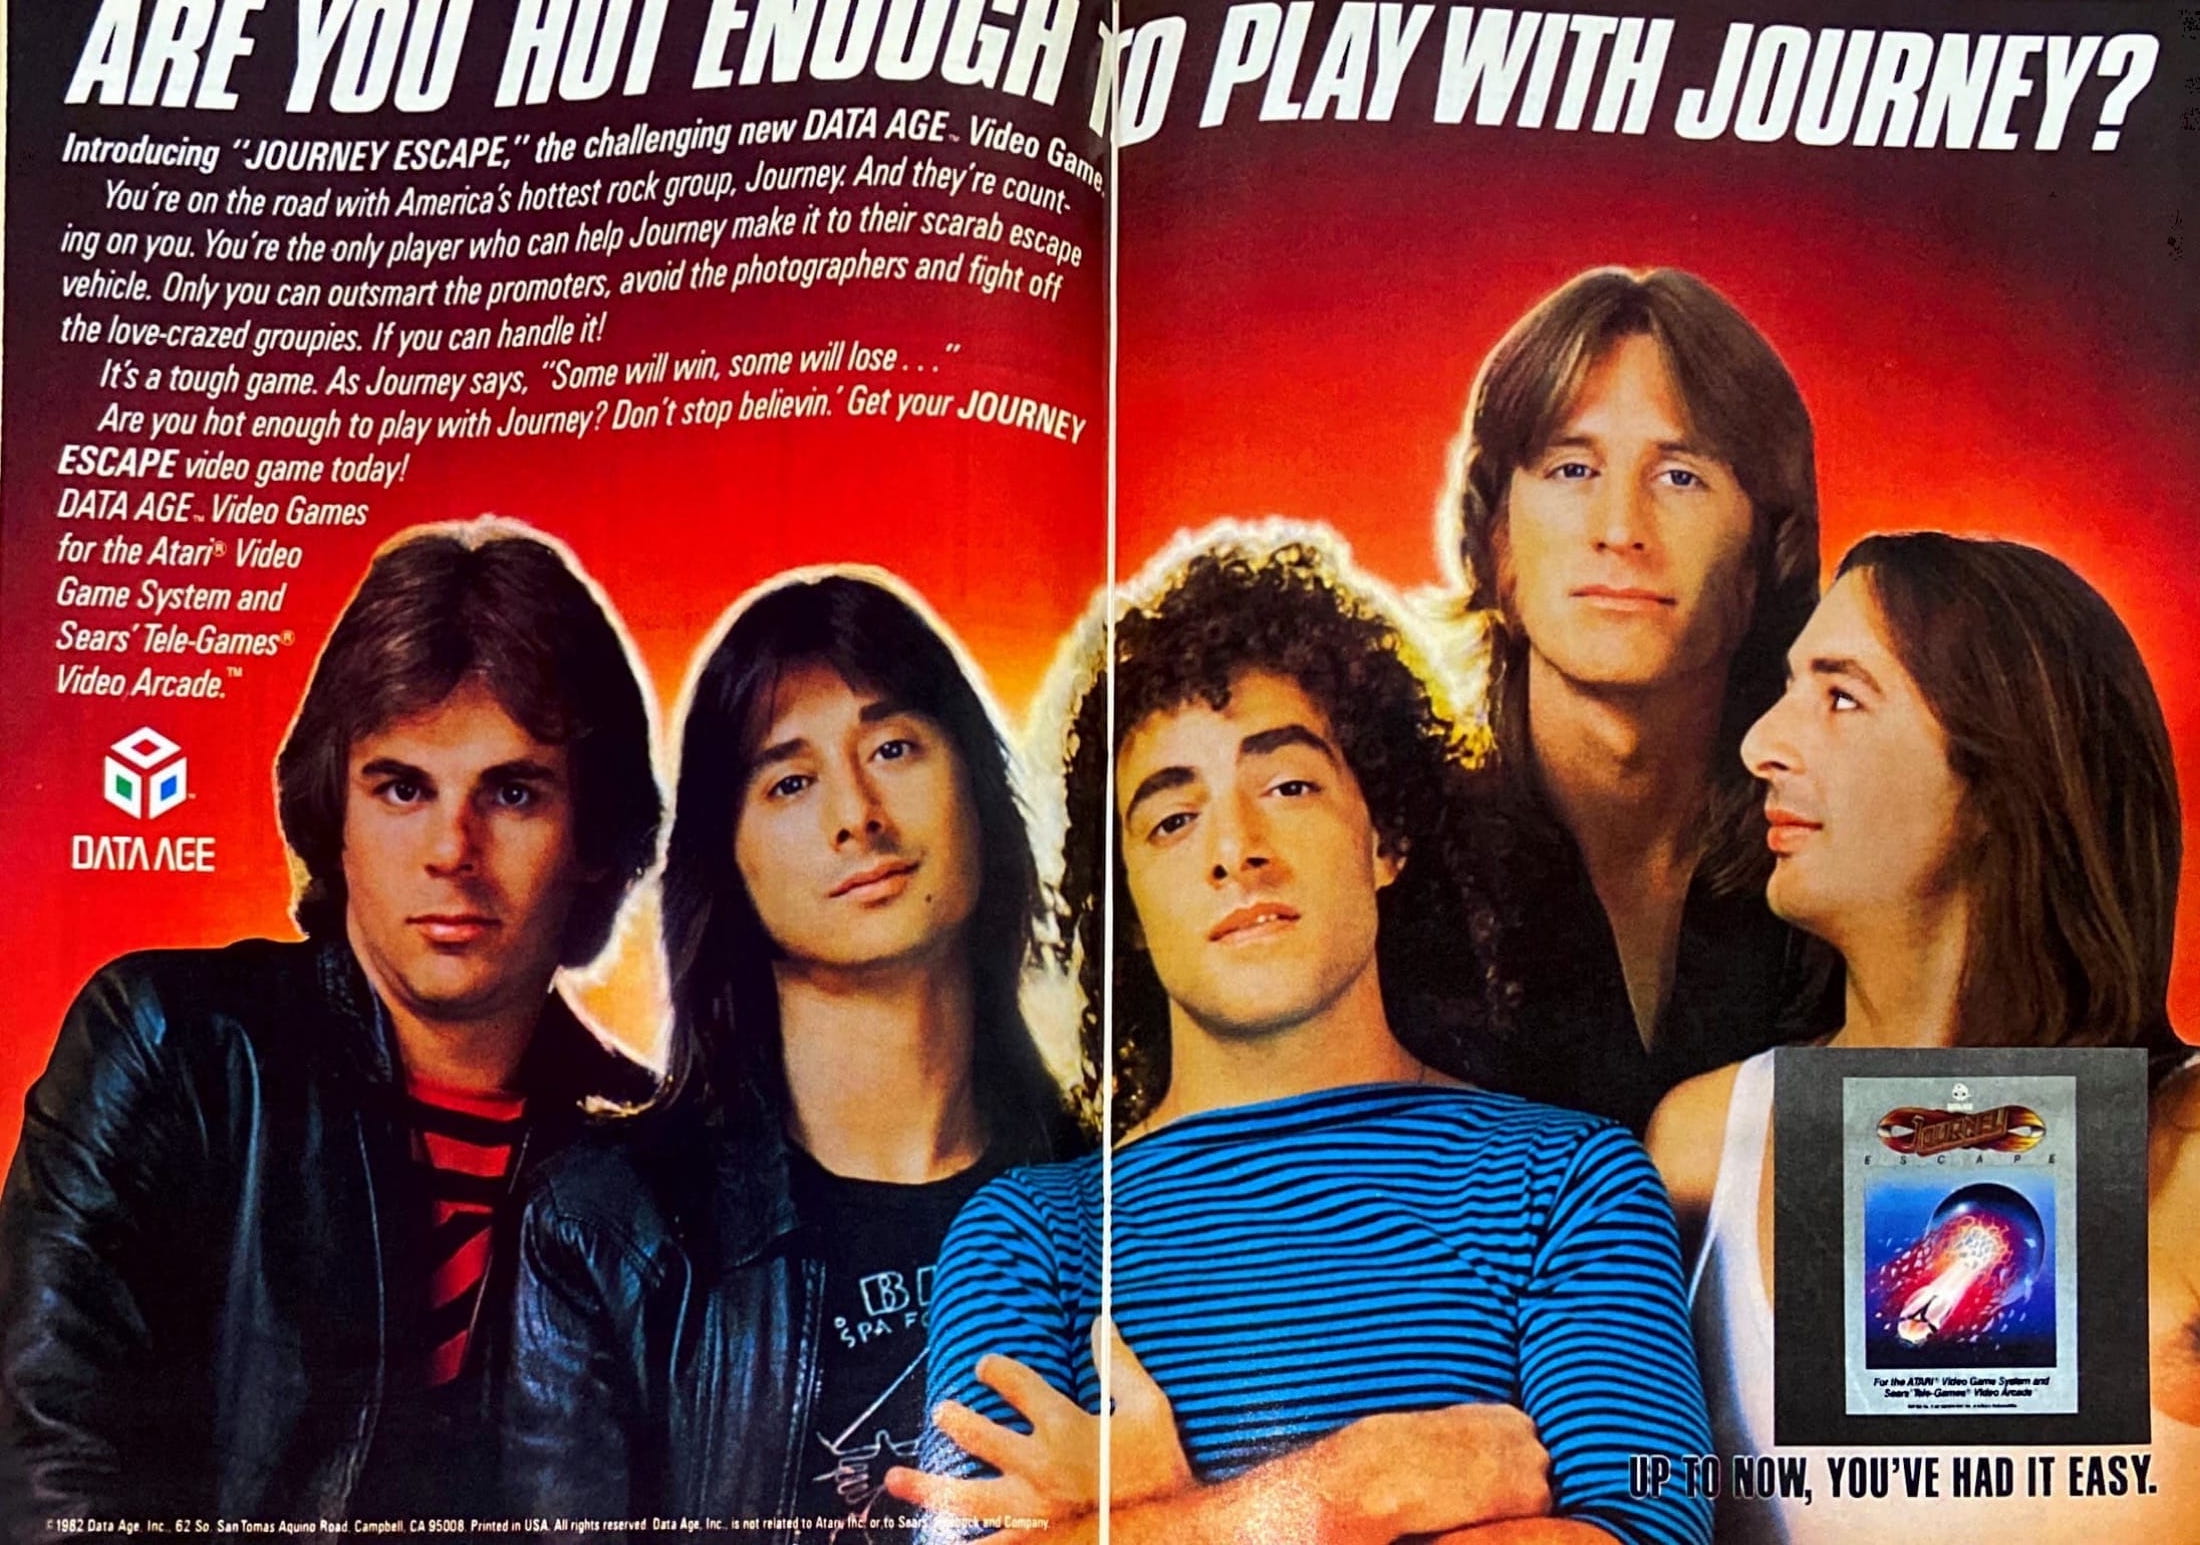 ARE YOU HOT ENOUGH TO PLAY WITH JOURNEY?
Introducing "JOURNEY ESCAPE," the challenging new DATA AGE™ Video Game.
You're on the road with America's hottest rock group, Journey. And they're count-
ing on you. You're the only player who can help Journey make it to their scarab escape
vehicle. Only you can outsmart the promoters, avoid the photographers and fight off
the love-crazed groupies. If you can handle it!
It's a tough game. As Journey says, "Some will win, some will lose . . ."
Are you hot enough to play with Journey? Don't stop believin.' Get your JOURNEY
ESCAPE video game today!
DATA AGE™ Video Games
for the Atari® Video
Game System and
Sears' Tele-Games®
Video Arcade.™
DATA AGE
B
SPA F
JOURNEY
ESCAPE
For the ATARI® Video Game System and
Sears' Tele-Games® Video Arcade™
UP TO NOW, YOU'VE HAD IT EASY.
©1982 Data Age, Inc., 62 So. San Tomas Aquino Road, Campbell, CA 95008. Printed in USA. All rights reserved. Data Age, Inc., is not related to Atari, Inc. or to Sears, Roebuck and Company.